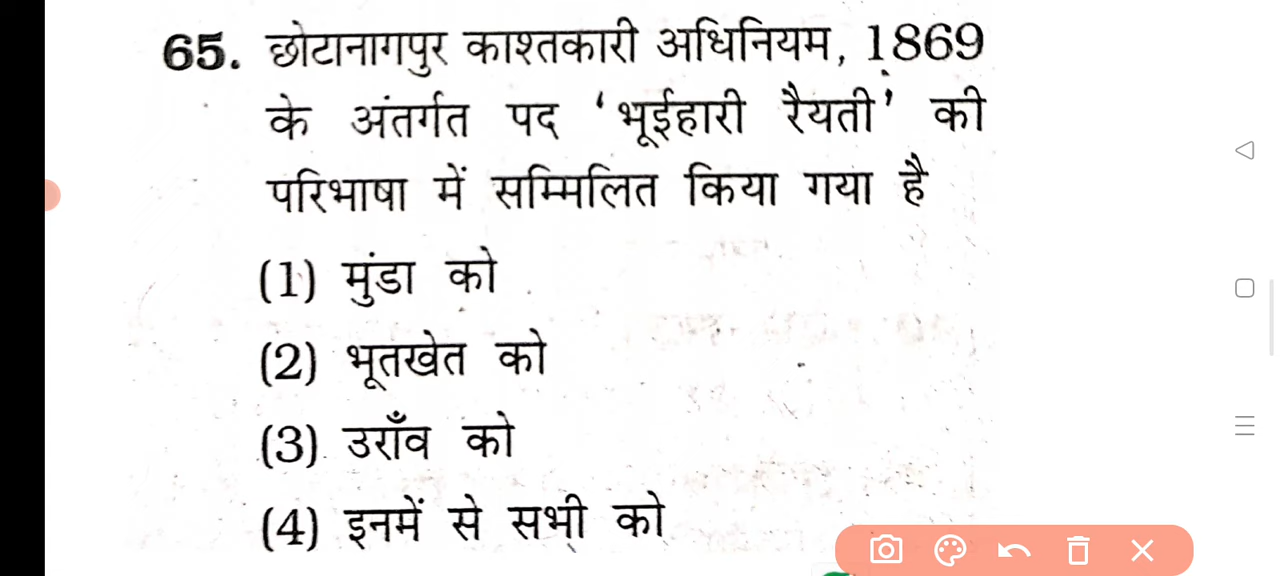 65. छोटानागपुर काश्तकारी अधिनियम, 1869
के अंतर्गत पद ‘भूईहारी रैयती’ की
परिभाषा में सम्मिलित किया गया है
(1) मुंडा को
(2) भूतखेत को
(3) उराँव को
(4) इनमें से सभी को